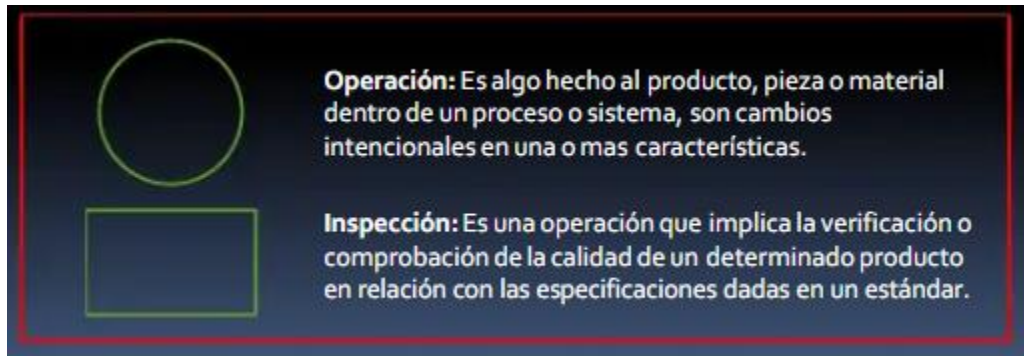 Operación: Es algo hecho al producto, pieza o material
dentro de un proceso o sistema, son cambios
intencionales en una o mas características.
Inspección: Es una operación que implica la verificación o
comprobación de la calidad de un determinado producto
en relación con las especificaciones dadas en un estándar.